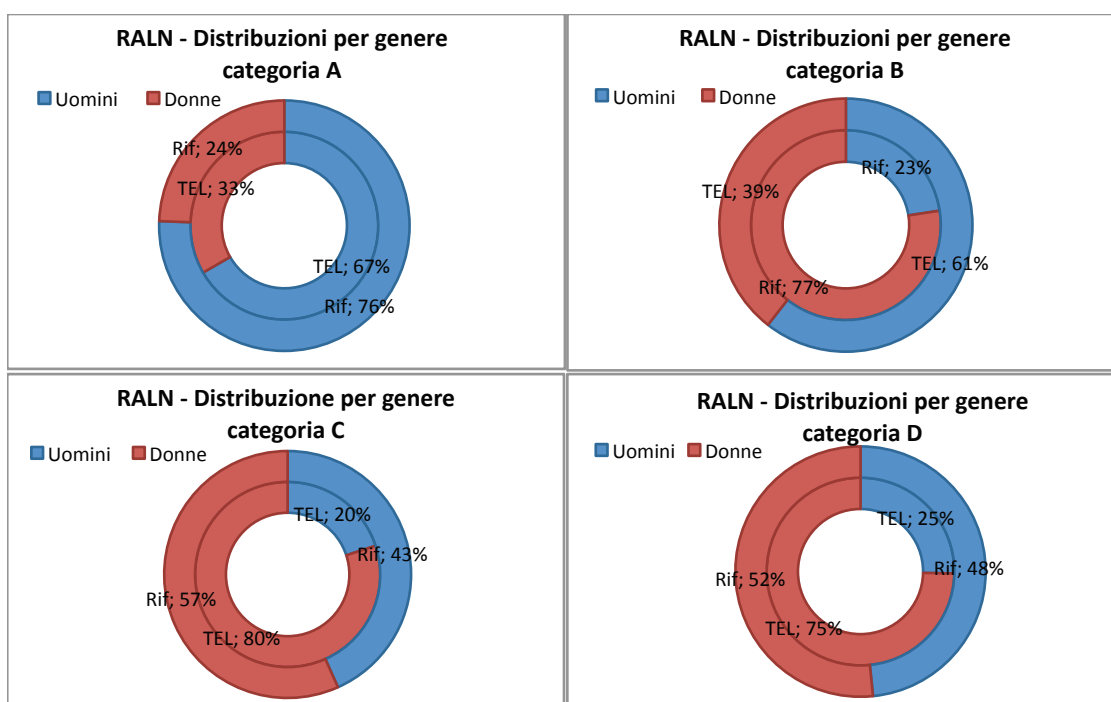 RALN - Distribuzioni per genere
categoria A
Uomini Donne
Rif; 24%
TEL; 33%
TEL; 67%
Rif; 76%
RALN - Distribuzioni per genere
categoria B
Uomini Donne
Rif; 23%
TEL; 39%
TEL; 61%
Rif; 77%
RALN - Distribuzione per genere
categoria C
Uomini Donne
TEL; 20%
Rif; 43%
Rif; 57%
TEL; 80%
RALN - Distribuzioni per genere
categoria D
Uomini Donne
TEL; 25%
Rif; 48%
Rif; 52%
TEL; 75%